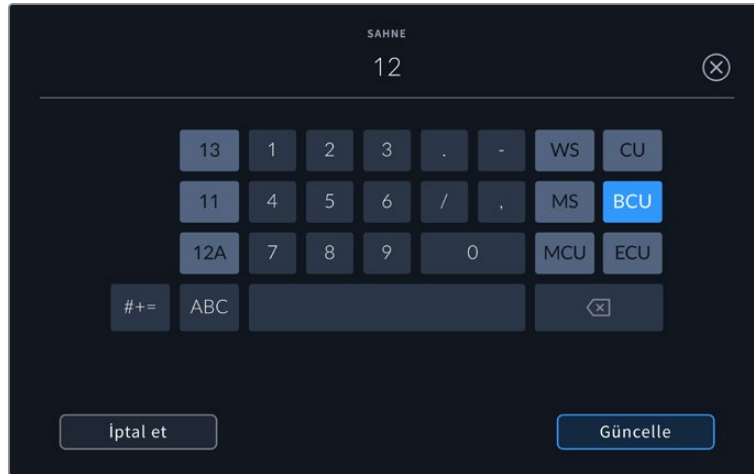 SAHNE
12
13 1 2 3 . - WS CU
11 4 5 6 / , MS BCU
12A 7 8 9 0 MCU ECU
#+= ABC
İptal et Güncelle